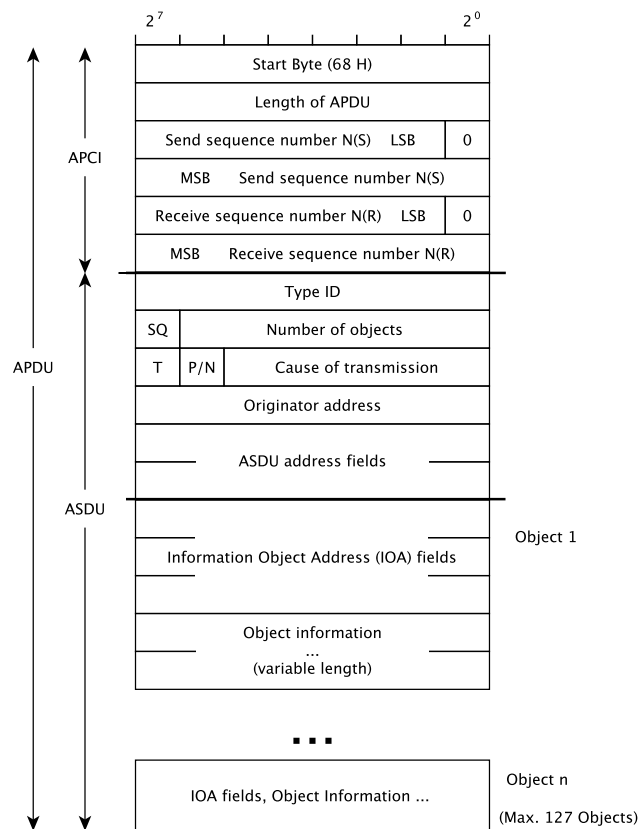 2⁷ 2⁰
Start Byte (68 H)
Length of APDU
Send sequence number N(S) LSB 0
APCI
MSB Send sequence number N(S)
Receive sequence number N(R) LSB 0
MSB Receive sequence number N(R)
Type ID
SQ Number of objects
APDU
T P/N Cause of transmission
Originator address
ASDU address fields
ASDU
Object 1
Information Object Address (IOA) fields
Object information
...
(variable length)
...
Object n
IOA fields, Object Information ...
(Max. 127 Objects)